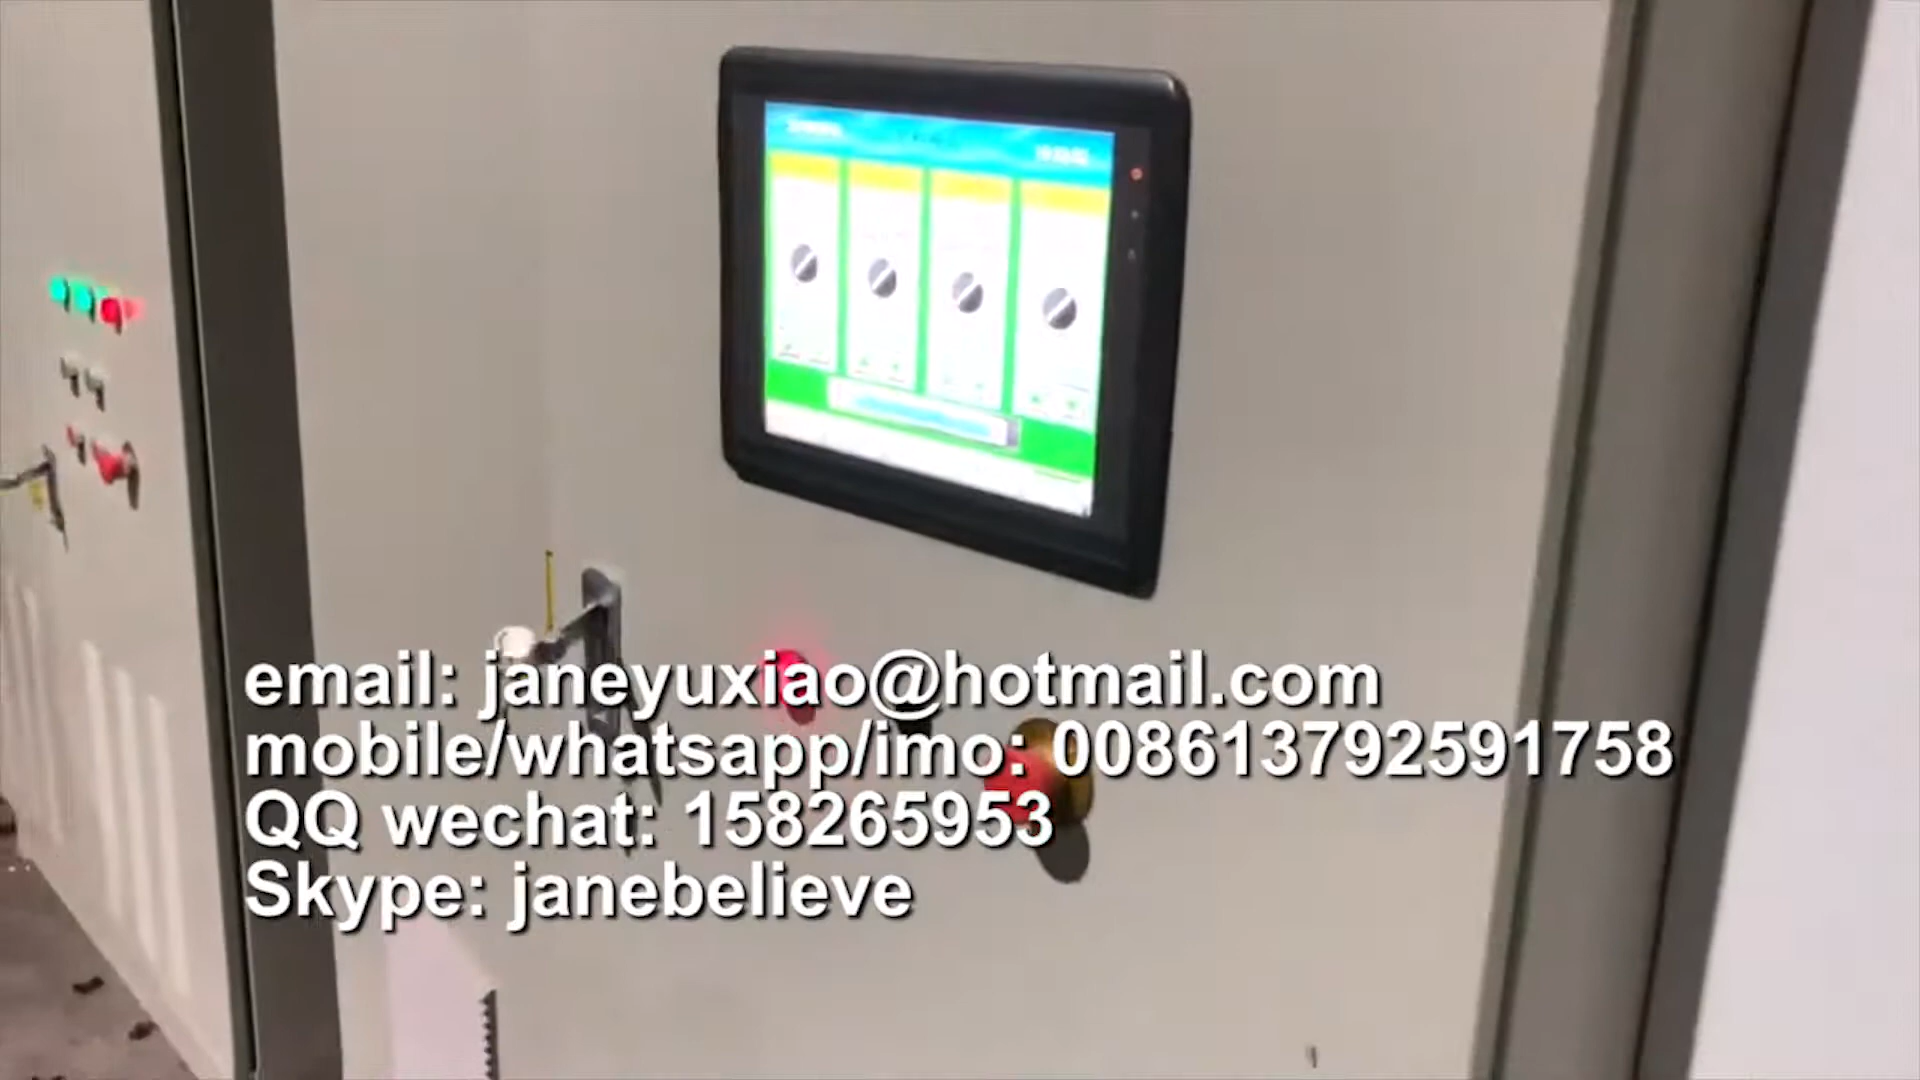 email: janeyuxiao@hotmail.com
mobile/whatsapp/imo: 008613792591758
QQ wechat: 158265953
Skype: janebelieve